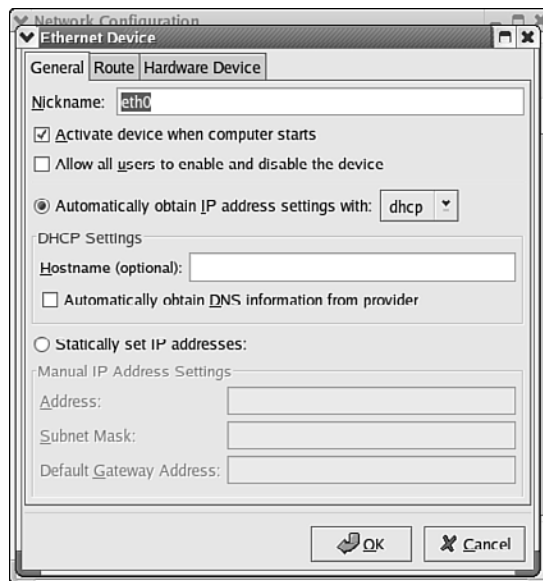 Network Configuration
Ethernet Device
General Route Hardware Device
Nickname: eth0
Activate device when computer starts
Allow all users to enable and disable the device
Automatically obtain IP address settings with: dhcp
DHCP Settings
Hostname (optional):
Automatically obtain DNS information from provider
Statically set IP addresses:
Manual IP Address Settings
Address:
Subnet Mask:
Default Gateway Address:
OK Cancel